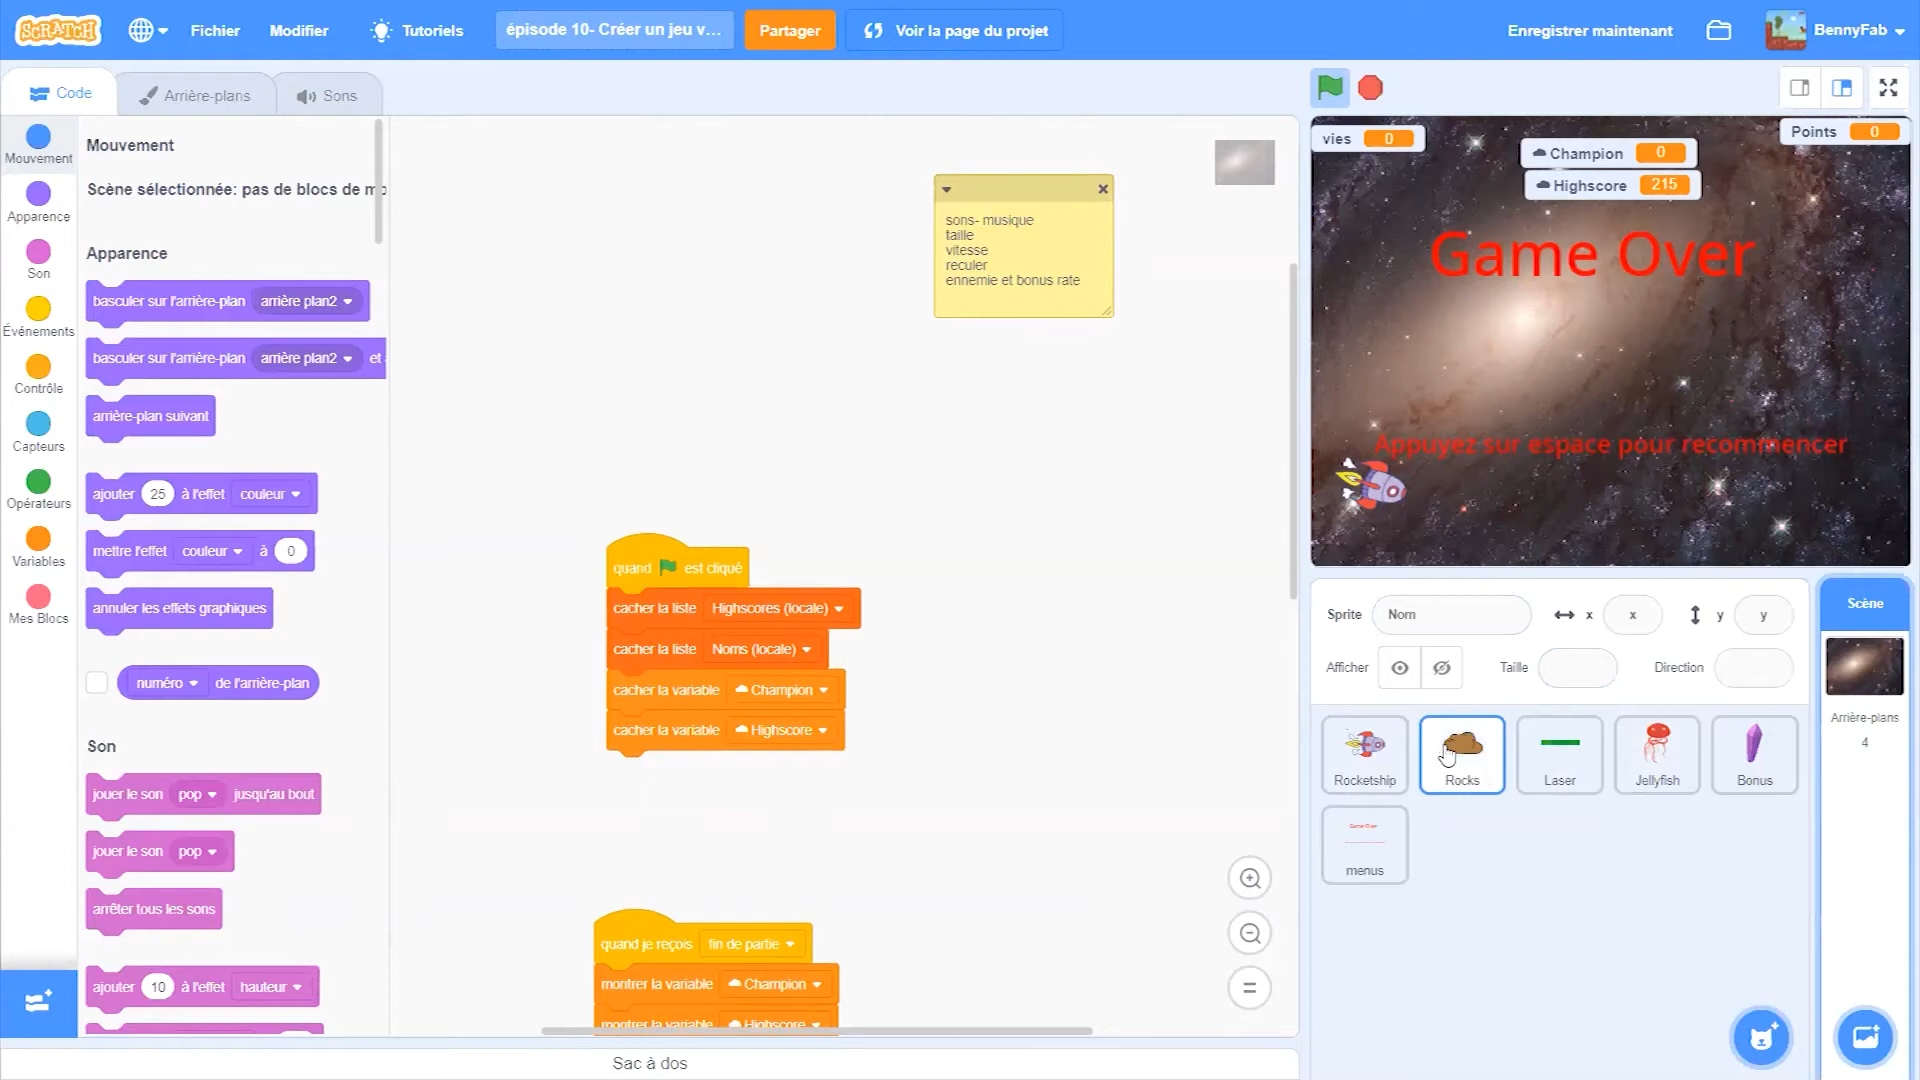 SCRATCH
Fichier
Modifier
Tutoriels
épisode 10- Créer un jeu v...
Partager
Voir la page du projet
Enregistrer maintenant
BennyFab
Code
Arrière-plans
Sons
Mouvement
Apparence
Son
Événements
Contrôle
Capteurs
Opérateurs
Variables
Mes Blocs
Mouvement
Scène sélectionnée: pas de blocs de mo
Apparence
basculer sur l'arrière-plan arrière plan2
basculer sur l'arrière-plan arrière plan2 et
arrière-plan suivant
ajouter 25 à l'effet couleur
mettre l'effet couleur à 0
annuler les effets graphiques
numéro de l'arrière-plan
Son
jouer le son pop jusqu'au bout
jouer le son pop
arrêter tous les sons
ajouter 10 à l'effet hauteur
sons- musique
taille
vitesse
reculer
ennemie et bonus rate
quand est cliqué
cacher la liste Highscores (locale)
cacher la liste Noms (locale)
cacher la variable Champion
cacher la variable Highscore
quand je reçois fin de partie
montrer la variable Champion
montrer la variable Highscore
Sac à dos
vies 0
Points 0
Champion 0
Highscore 215
Game Over
Appuyez sur espace pour recommencer
Sprite Nom x x y y
Afficher Taille Direction
Rocketship
Rocks
Laser
Jellyfish
Bonus
Game Over
menus
Scène
Arrière-plans
4